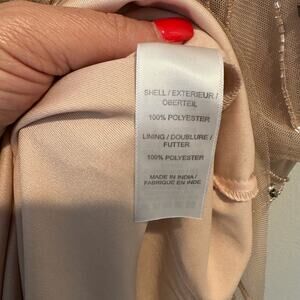 SHELL / EXTERIEUR /
OBERTEIL
100% POLYESTER
LINING / DOUBLURE /
FUTTER
100% POLYESTER
MADE IN INDIA /
FABRIQUE EN INDE